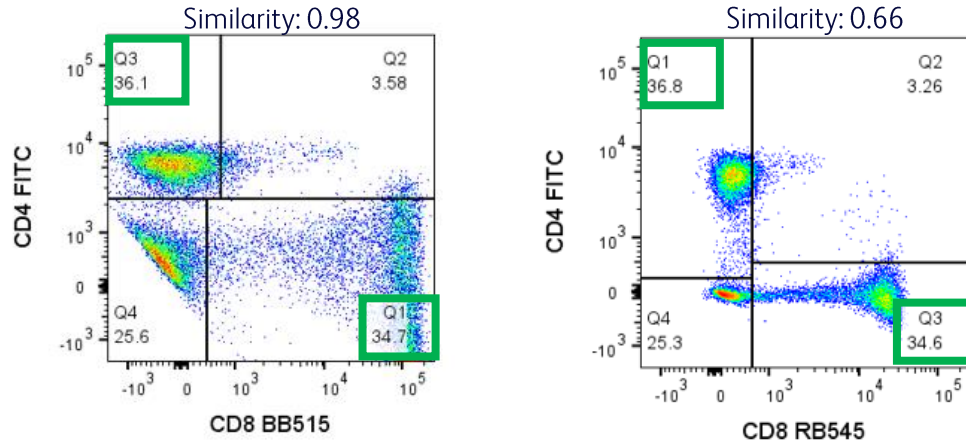 Similarity: 0.98
Q3
36.1
Q2
3.58
10^5
10^4
10^3
0
-10^3
CD4 FITC
Q4
25.6
Q1
34.7
-10^3 0 10^3 10^4 10^5
CD8 BB515
Similarity: 0.66
Q1
36.8
Q2
3.26
10^5
10^4
10^3
0
-10^3
CD4 FITC
Q4
25.3
Q3
34.6
-10^3 0 10^3 10^4 10^5
CD8 RB545